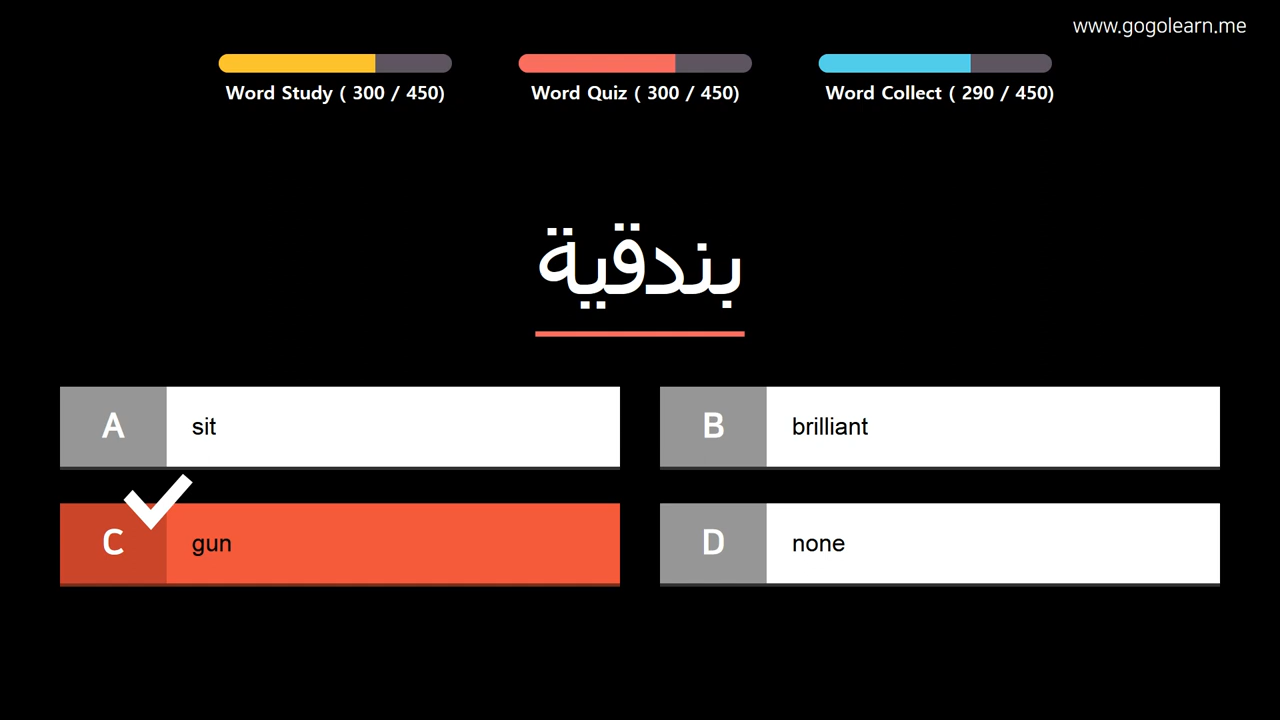 www.gogolearn.me
Word Study ( 300 / 450)
Word Quiz ( 300 / 450)
Word Collect ( 290 / 450)
بندقية
A sit
B brilliant
C gun
D none